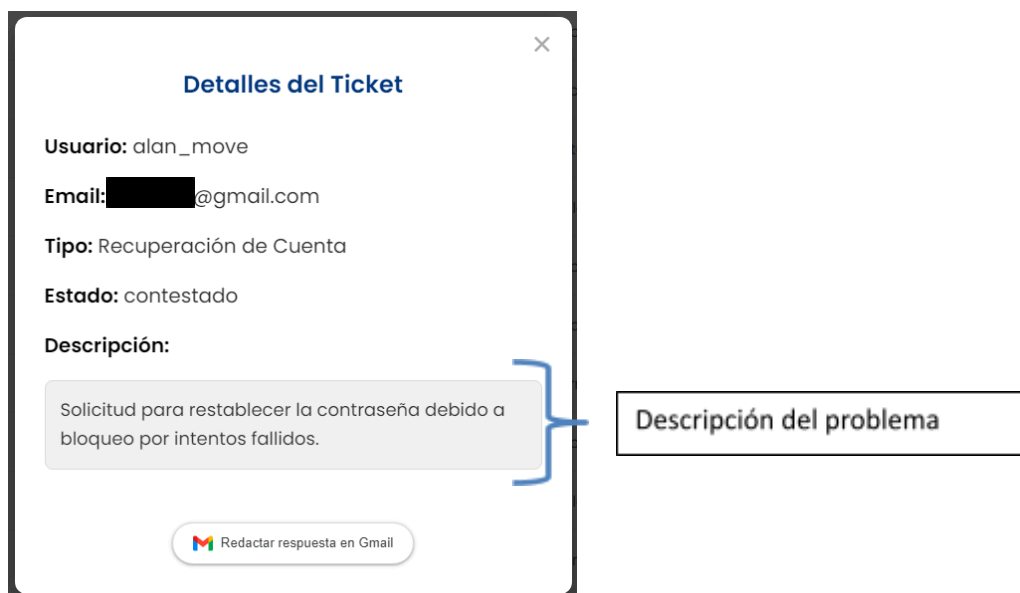 ×
Detalles del Ticket
Usuario: alan_move
Email: @gmail.com
Tipo: Recuperación de Cuenta
Estado: contestado
Descripción:
Solicitud para restablecer la contraseña debido a
bloqueo por intentos fallidos.
Descripción del problema
Redactar respuesta en Gmail